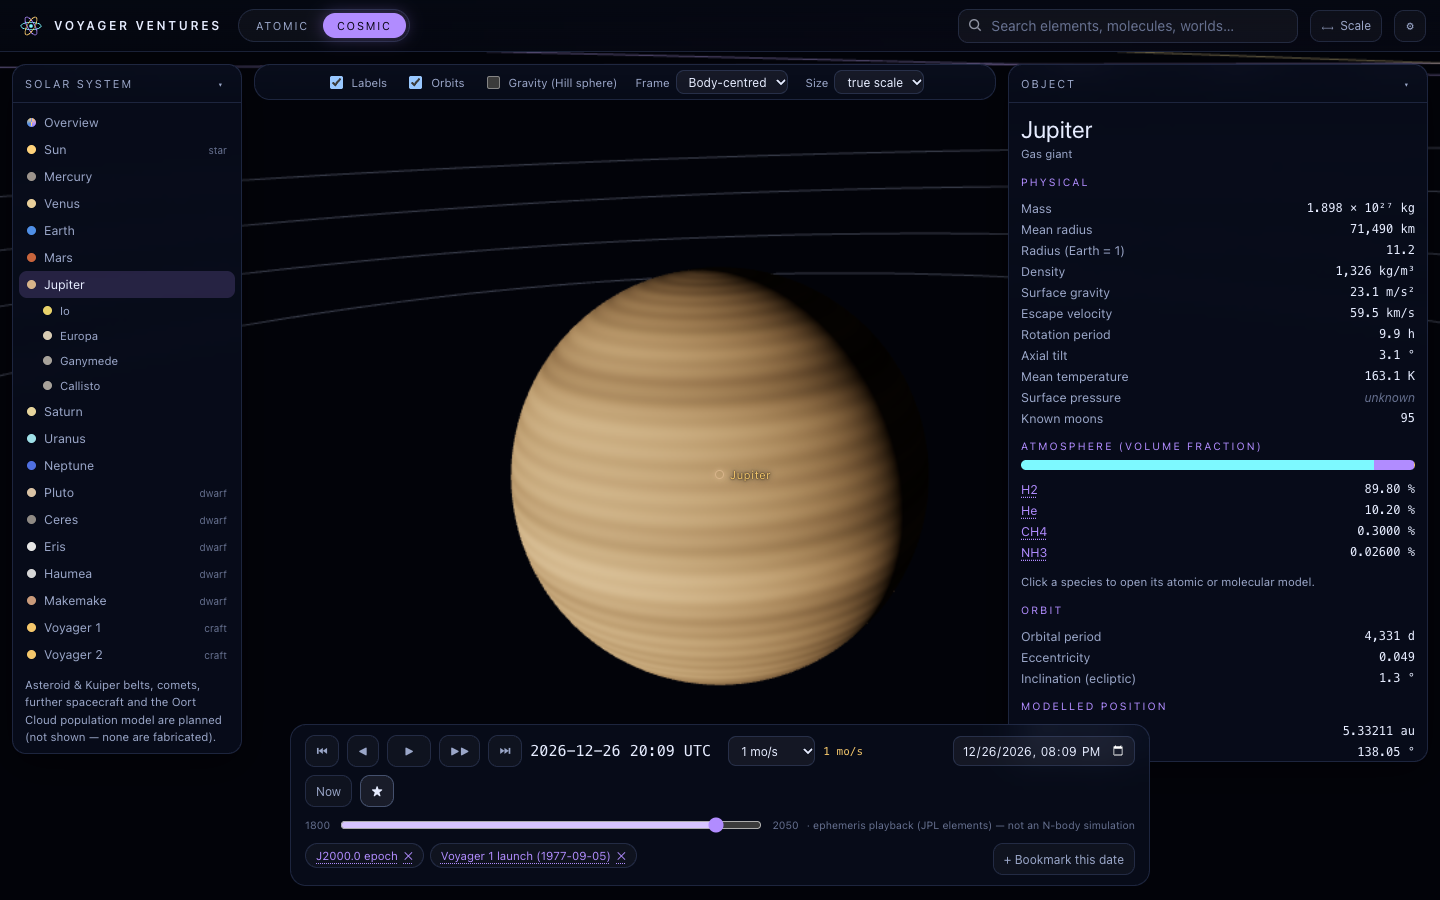 VOYAGER VENTURES
ATOMIC
COSMIC
Search elements, molecules, worlds...
Scale
SOLAR SYSTEM
Overview
Sun star
Mercury
Venus
Earth
Mars
Jupiter
Io
Europa
Ganymede
Callisto
Saturn
Uranus
Neptune
Pluto dwarf
Ceres dwarf
Eris dwarf
Haumea dwarf
Makemake dwarf
Voyager 1 craft
Voyager 2 craft
Asteroid & Kuiper belts, comets,
further spacecraft and the Oort
Cloud population model are planned
(not shown — none are fabricated).
Labels Orbits Gravity (Hill sphere) Frame Body-centred Size true scale
Jupiter
OBJECT
Jupiter
Gas giant
PHYSICAL
Mass 1.898 × 10²⁷ kg
Mean radius 71,490 km
Radius (Earth = 1) 11.2
Density 1,326 kg/m³
Surface gravity 23.1 m/s²
Escape velocity 59.5 km/s
Rotation period 9.9 h
Axial tilt 3.1 °
Mean temperature 163.1 K
Surface pressure unknown
Known moons 95
ATMOSPHERE (VOLUME FRACTION)
H2 89.80 %
He 10.20 %
CH4 0.3000 %
NH3 0.02600 %
Click a species to open its atomic or molecular model.
ORBIT
Orbital period 4,331 d
Eccentricity 0.049
Inclination (ecliptic) 1.3 °
MODELLED POSITION
5.33211 au
138.05 °
2026-12-26 20:09 UTC 1 mo/s 1 mo/s 12/26/2026, 08:09 PM
Now
1800 2050 · ephemeris playback (JPL elements) — not an N-body simulation
J2000.0 epoch × Voyager 1 launch (1977-09-05) × + Bookmark this date